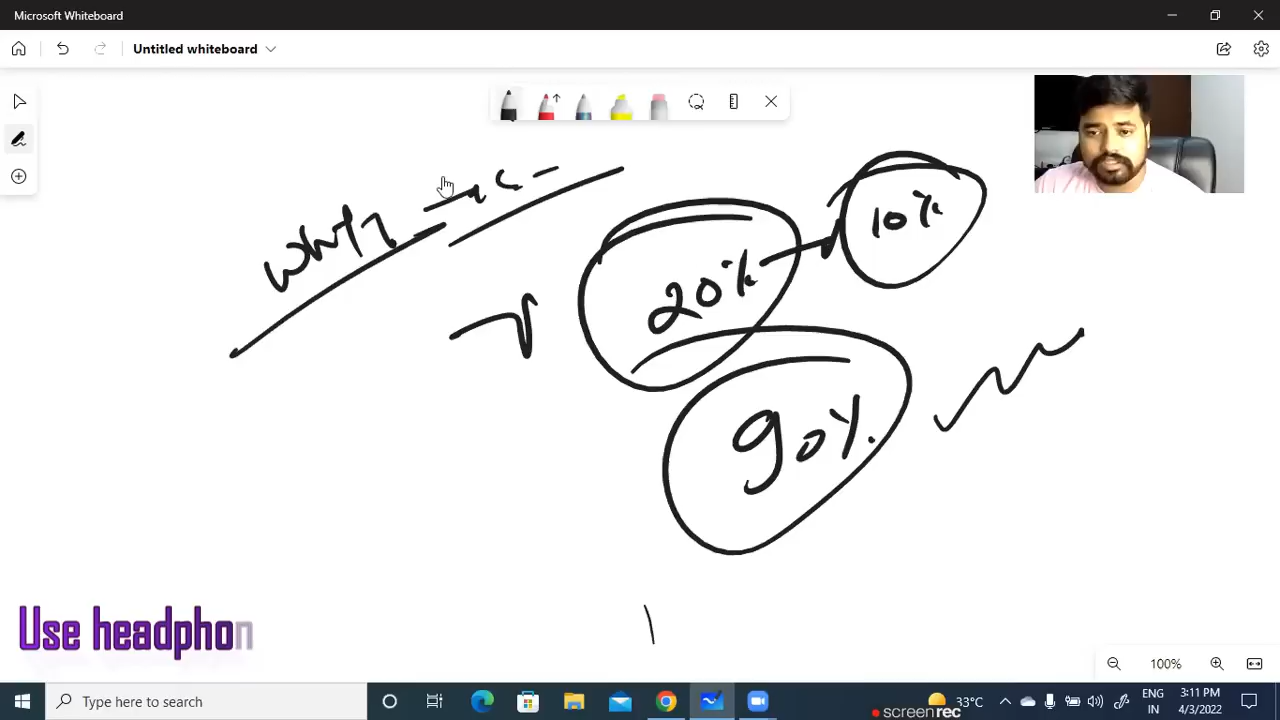 Microsoft Whiteboard
Untitled whiteboard
10%
20%
90%.
Use headphon
100%
Type here to search
33°C
ENG
IN
3:11 PM
4/3/2022
screenrec